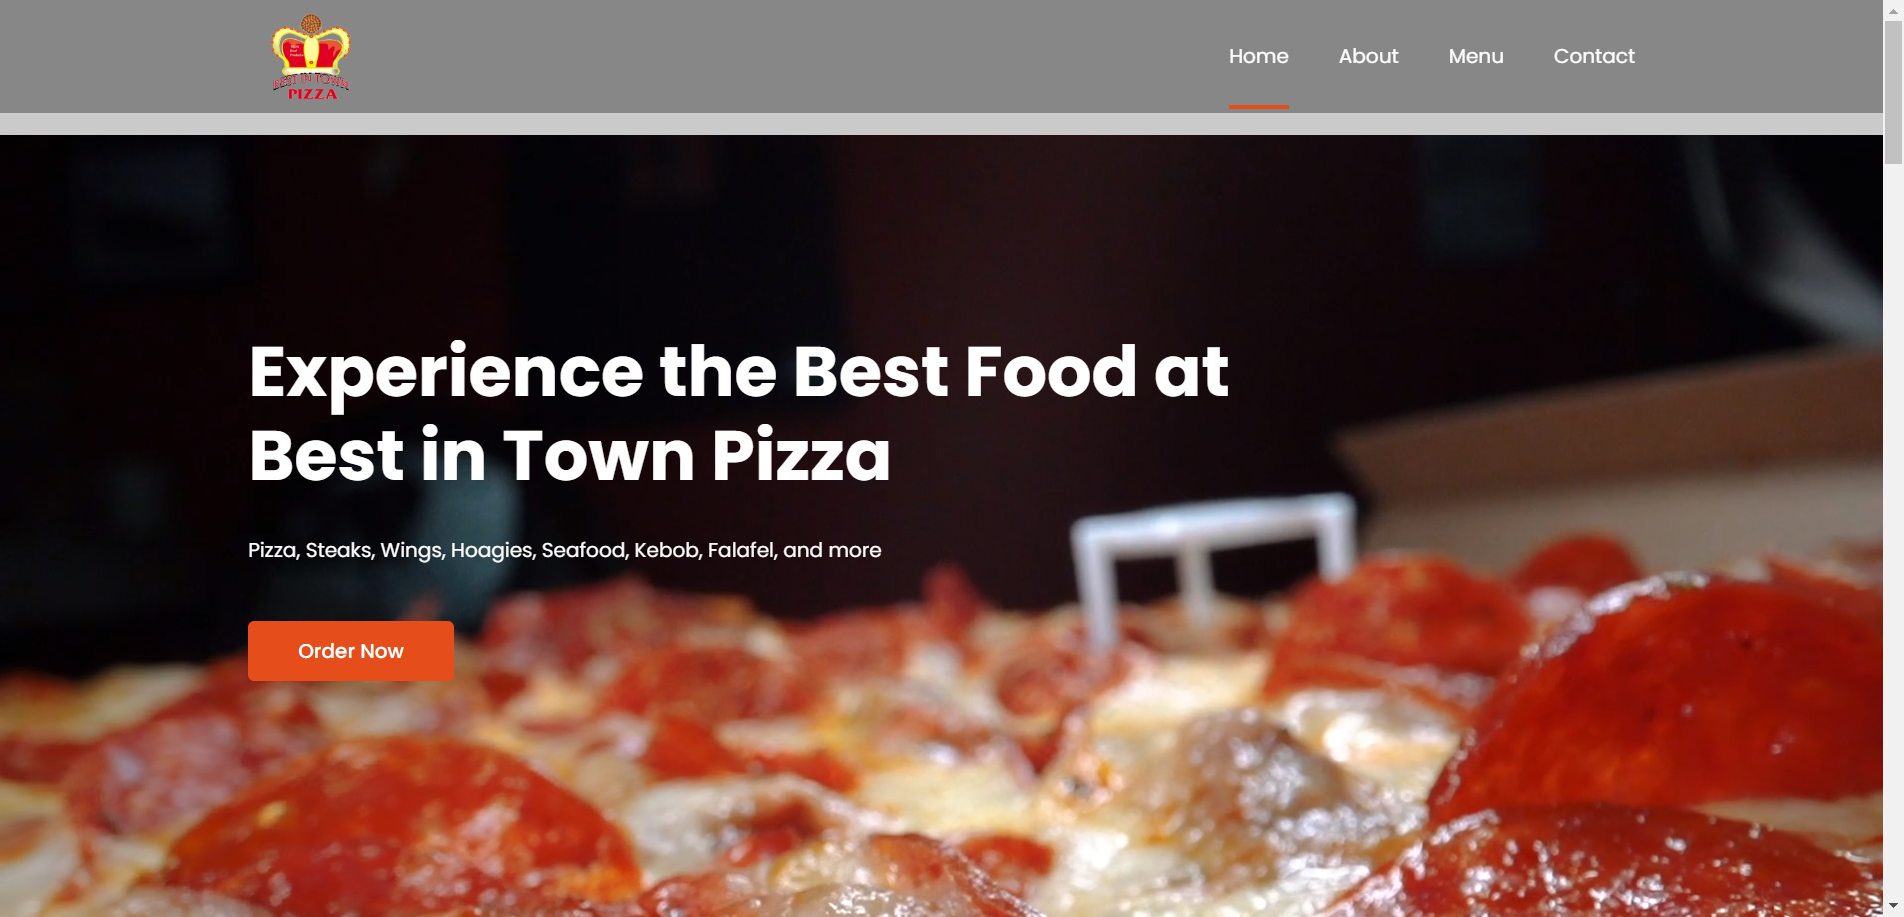 BEST IN TOWN
PIZZA
Home
About
Menu
Contact
Experience the Best Food at
Best in Town Pizza
Pizza, Steaks, Wings, Hoagies, Seafood, Kebob, Falafel, and more
Order Now